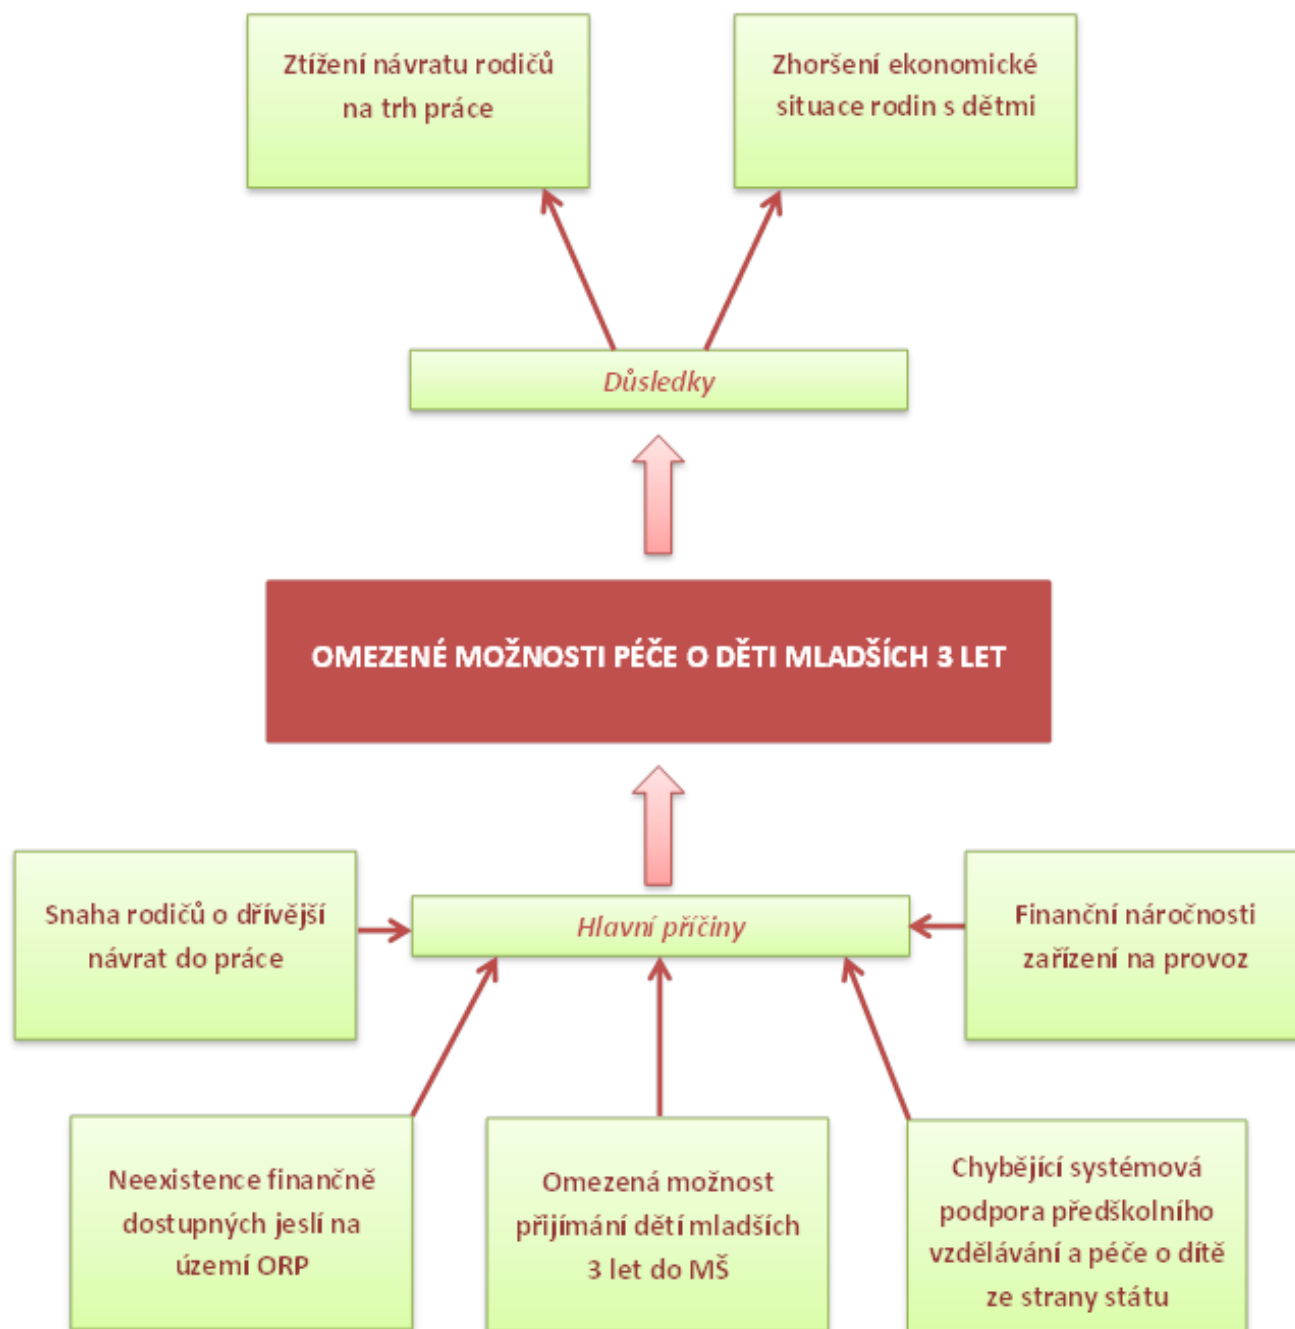 Ztížení návratu rodičů
na trh práce
Zhoršení ekonomické
situace rodin s dětmi
Důsledky
OMEZENÉ MOŽNOSTI PÉČE O DĚTI MLADŠÍCH 3 LET
Snaha rodičů o dřívější
návrat do práce
Hlavní příčiny
Finanční náročnosti
zařízení na provoz
Neexistence finančně
dostupných jeslí na
území ORP
Omezená možnost
přijímání dětí mladších
3 let do MŠ
Chybějící systémová
podpora předškolního
vzdělávání a péče o dítě
ze strany státu